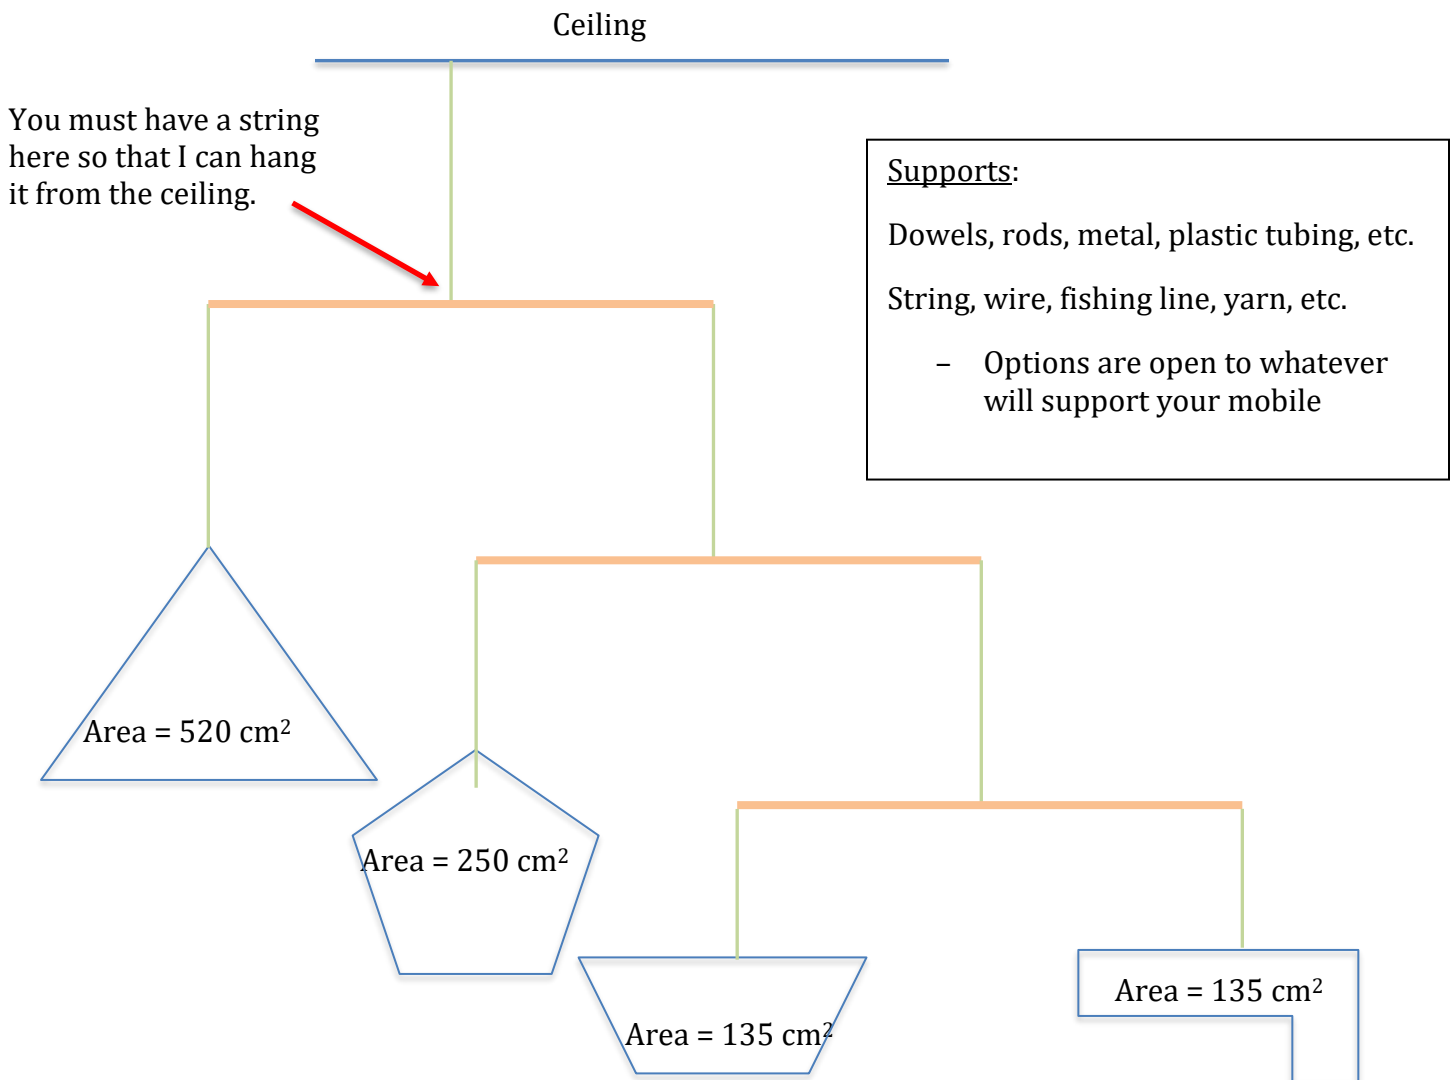 Ceiling
You must have a string
here so that I can hang
it from the ceiling.
Supports:
Dowels, rods, metal, plastic tubing, etc.
String, wire, fishing line, yarn, etc.
– Options are open to whatever
will support your mobile
Area = 520 cm²
Area = 250 cm²
Area = 135 cm²
Area = 135 cm²